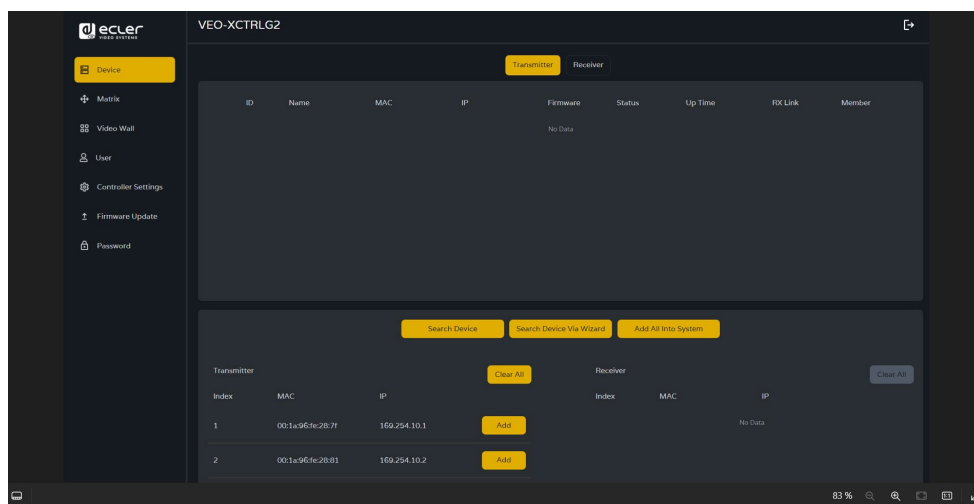 ecler
VIDEO SYSTEMS
VEO-XCTRLG2
Device
Matrix
Video Wall
User
Controller Settings
Firmware Update
Password
Transmitter Receiver
ID Name MAC IP Firmware Status Up Time RX Link Member
No Data
Search Device Search Device Via Wizard Add All Into System
Transmitter Clear All
Index MAC IP
1 00:1a:96:fe:28:7f 169.254.10.1 Add
2 00:1a:96:fe:28:81 169.254.10.2 Add
Receiver Clear All
Index MAC IP
No Data
83 %